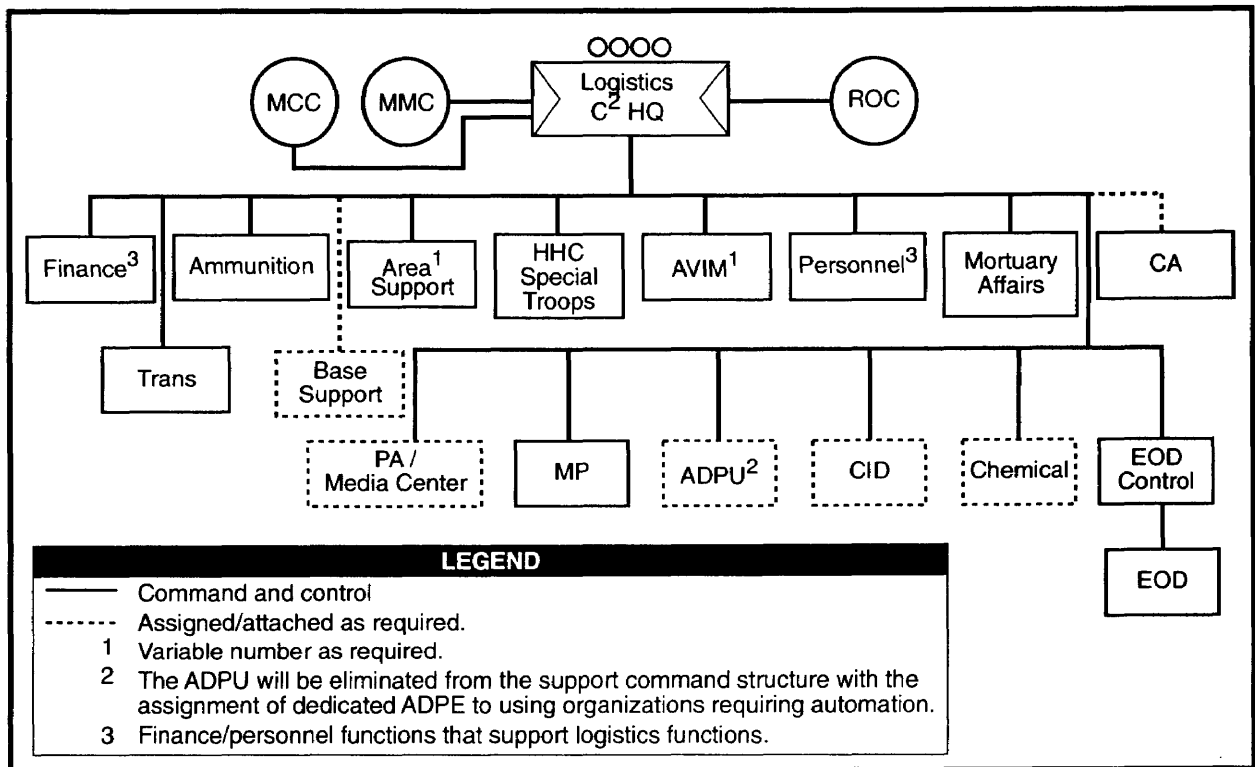 OOOO
Logistics
C2 HQ
MCC
MMC
ROC
Finance3
Ammunition
Area1
Support
HHC
Special
Troops
AVIM1
Personnel3
Mortuary
Affairs
CA
Trans
Base
Support
PA /
Media Center
MP
ADPU2
CID
Chemical
EOD
Control
EOD
LEGEND
Command and control
Assigned/attached as required.
1 Variable number as required.
2 The ADPU will be eliminated from the support command structure with the
assignment of dedicated ADPE to using organizations requiring automation.
3 Finance/personnel functions that support logistics functions.